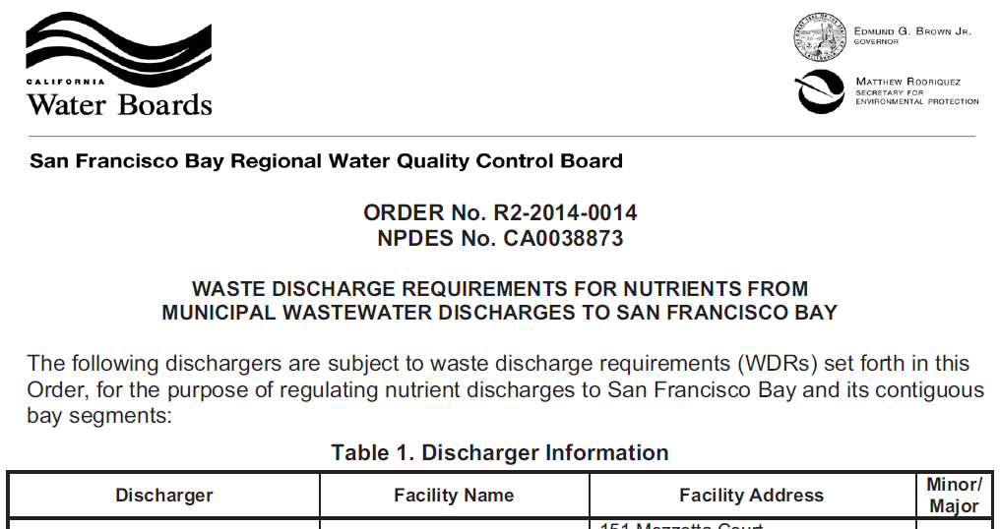 CALIFORNIA
Water Boards
EDMUND G. BROWN JR.
GOVERNOR
MATTHEW RODRIQUEZ
SECRETARY FOR
ENVIRONMENTAL PROTECTION
San Francisco Bay Regional Water Quality Control Board
ORDER No. R2-2014-0014
NPDES No. CA0038873
WASTE DISCHARGE REQUIREMENTS FOR NUTRIENTS FROM
MUNICIPAL WASTEWATER DISCHARGES TO SAN FRANCISCO BAY
The following dischargers are subject to waste discharge requirements (WDRs) set forth in this
Order, for the purpose of regulating nutrient discharges to San Francisco Bay and its contiguous
bay segments:
Table 1. Discharger Information
Discharger Facility Name Facility Address Minor/
Major
151 Mezzetta Court